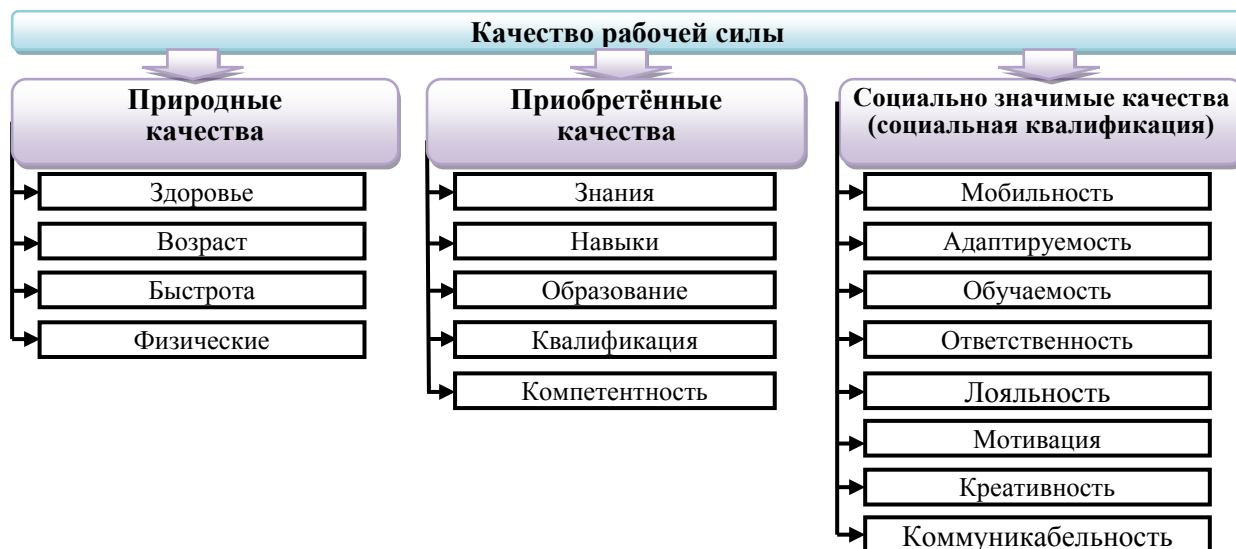 Качество рабочей силы
Природные
качества
Здоровье
Возраст
Быстрота
Физические
Приобретённые
качества
Знания
Навыки
Образование
Квалификация
Компетентность
Социально значимые качества
(социальная квалификация)
Мобильность
Адаптируемость
Обучаемость
Ответственность
Лояльность
Мотивация
Креативность
Коммуникабельность